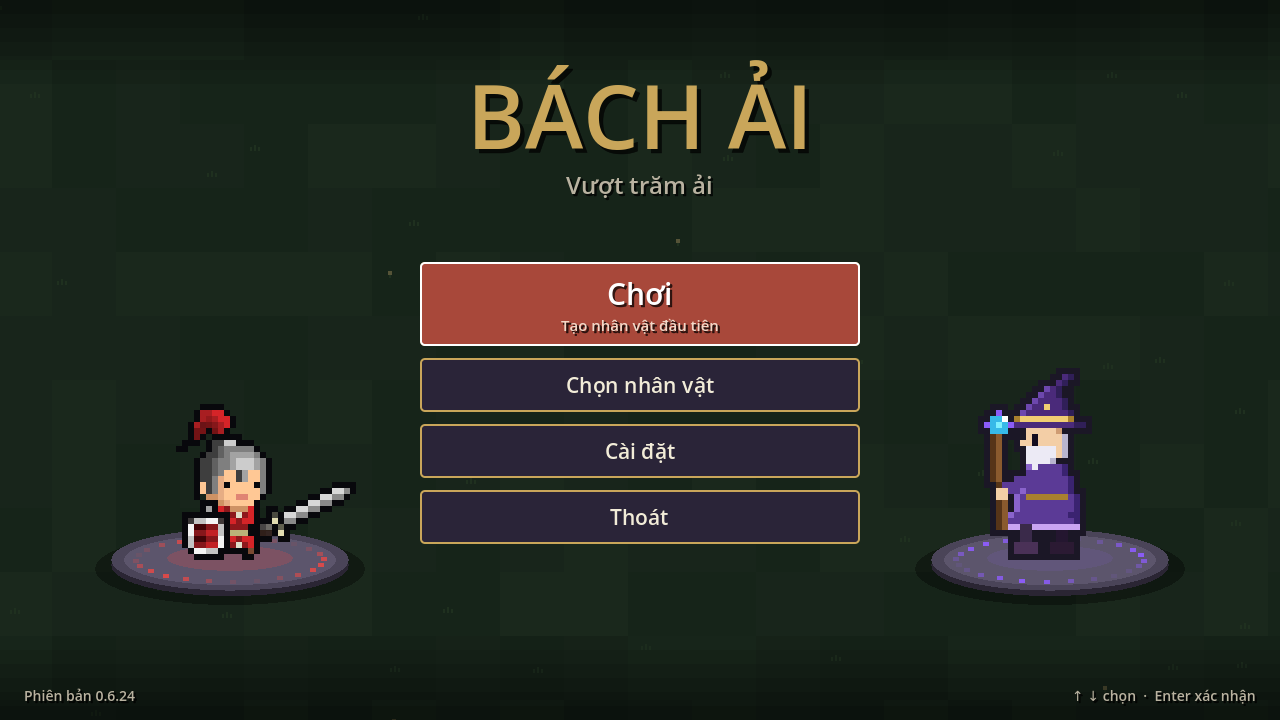 BÁCH ẢI
Vượt trăm ải
Chơi
Tạo nhân vật đầu tiên
Chọn nhân vật
Cài đặt
Thoát
Phiên bản 0.6.24
↑ ↓ chọn · Enter xác nhận